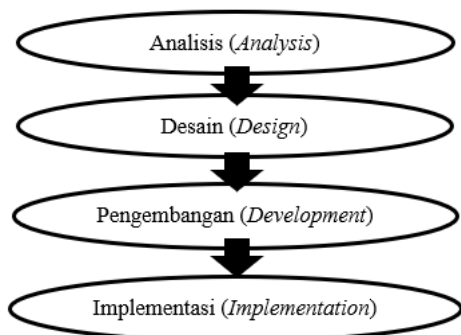 Analisis (Analysis)
Desain (Design)
Pengembangan (Development)
Implementasi (Implementation)